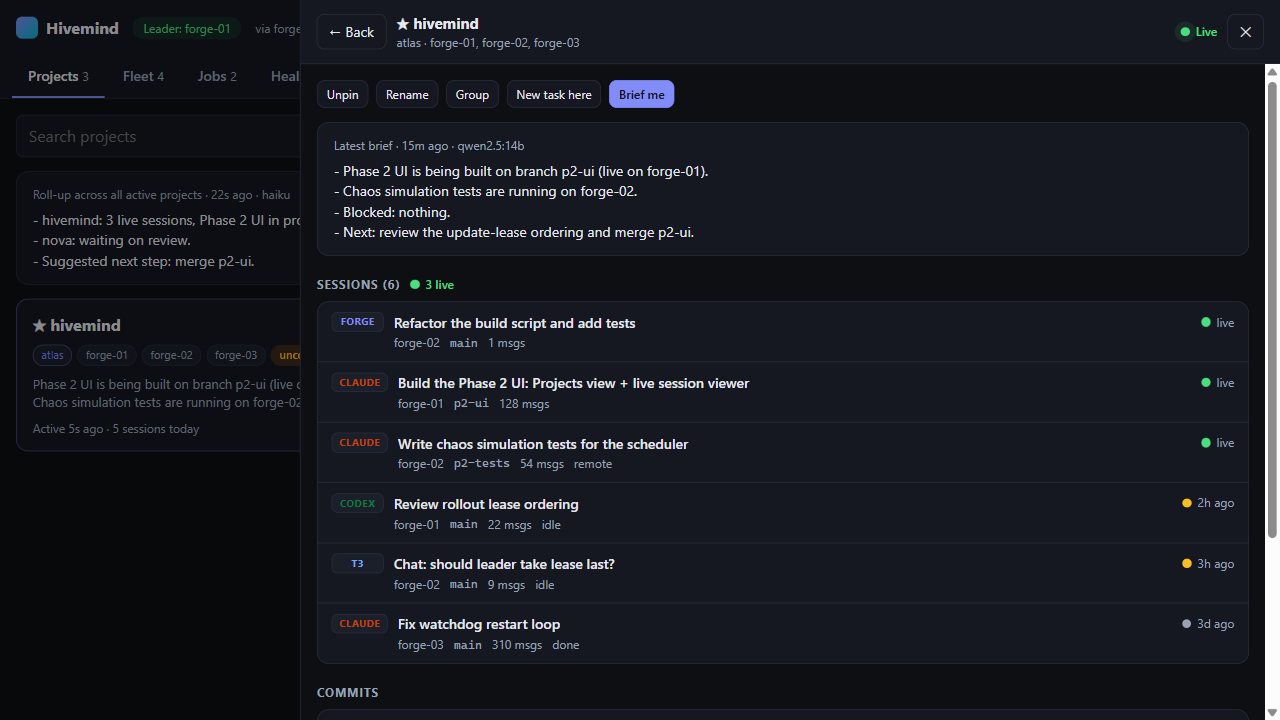 Hivemind
Leader: forge-01
via forge
Projects 3
Fleet 4
Jobs 2
Heal
Search projects
Roll-up across all active projects · 22s ago · haiku
- hivemind: 3 live sessions, Phase 2 UI in pro
- nova: waiting on review.
- Suggested next step: merge p2-ui.
★ hivemind
atlas
forge-01
forge-02
forge-03
unco
Phase 2 UI is being built on branch p2-ui (live o
Chaos simulation tests are running on forge-02
Active 5s ago · 5 sessions today
← Back
★ hivemind
atlas · forge-01, forge-02, forge-03
Live
✕
Unpin
Rename
Group
New task here
Brief me
Latest brief · 15m ago · qwen2.5:14b
- Phase 2 UI is being built on branch p2-ui (live on forge-01).
- Chaos simulation tests are running on forge-02.
- Blocked: nothing.
- Next: review the update-lease ordering and merge p2-ui.
SESSIONS (6)
3 live
FORGE
Refactor the build script and add tests
live
forge-02 main 1 msgs
CLAUDE
Build the Phase 2 UI: Projects view + live session viewer
live
forge-01 p2-ui 128 msgs
CLAUDE
Write chaos simulation tests for the scheduler
live
forge-02 p2-tests 54 msgs remote
CODEX
Review rollout lease ordering
2h ago
forge-01 main 22 msgs idle
T3
Chat: should leader take lease last?
3h ago
forge-02 main 9 msgs idle
CLAUDE
Fix watchdog restart loop
3d ago
forge-03 main 310 msgs done
COMMITS